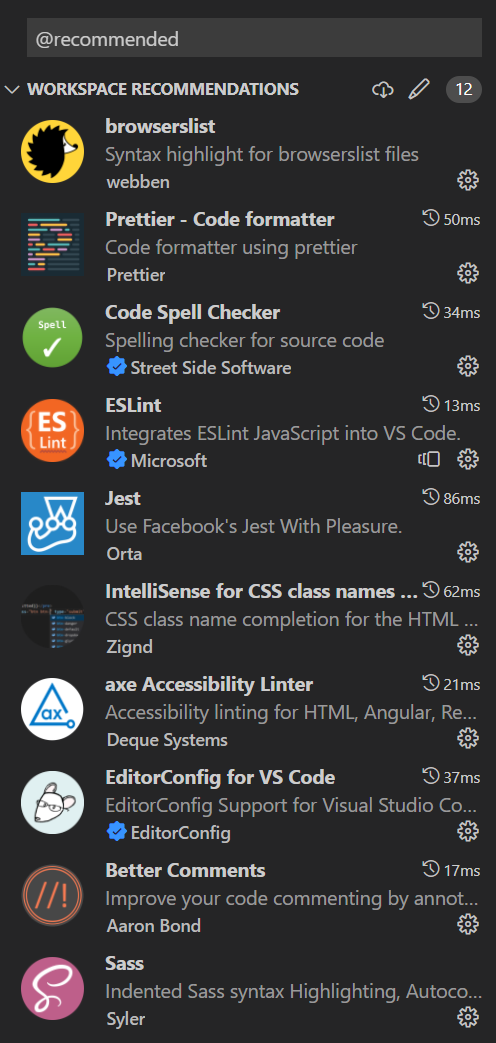 @recommended
WORKSPACE RECOMMENDATIONS 12
browserslist
Syntax highlight for browserslist files
webben
Prettier - Code formatter 50ms
Code formatter using prettier
Prettier
Spell
Code Spell Checker 34ms
Spelling checker for source code
Street Side Software
ES
Lint
ESLint 13ms
Integrates ESLint JavaScript into VS Code.
Microsoft
Jest 86ms
Use Facebook's Jest With Pleasure.
Orta
IntelliSense for CSS class names ... 62ms
CSS class name completion for the HTML ...
Zignd
ax
axe Accessibility Linter 21ms
Accessibility linting for HTML, Angular, Re...
Deque Systems
EditorConfig for VS Code 37ms
EditorConfig Support for Visual Studio Co...
EditorConfig
//!
Better Comments 17ms
Improve your code commenting by annot...
Aaron Bond
Sass
Indented Sass syntax Highlighting, Autoco...
Syler